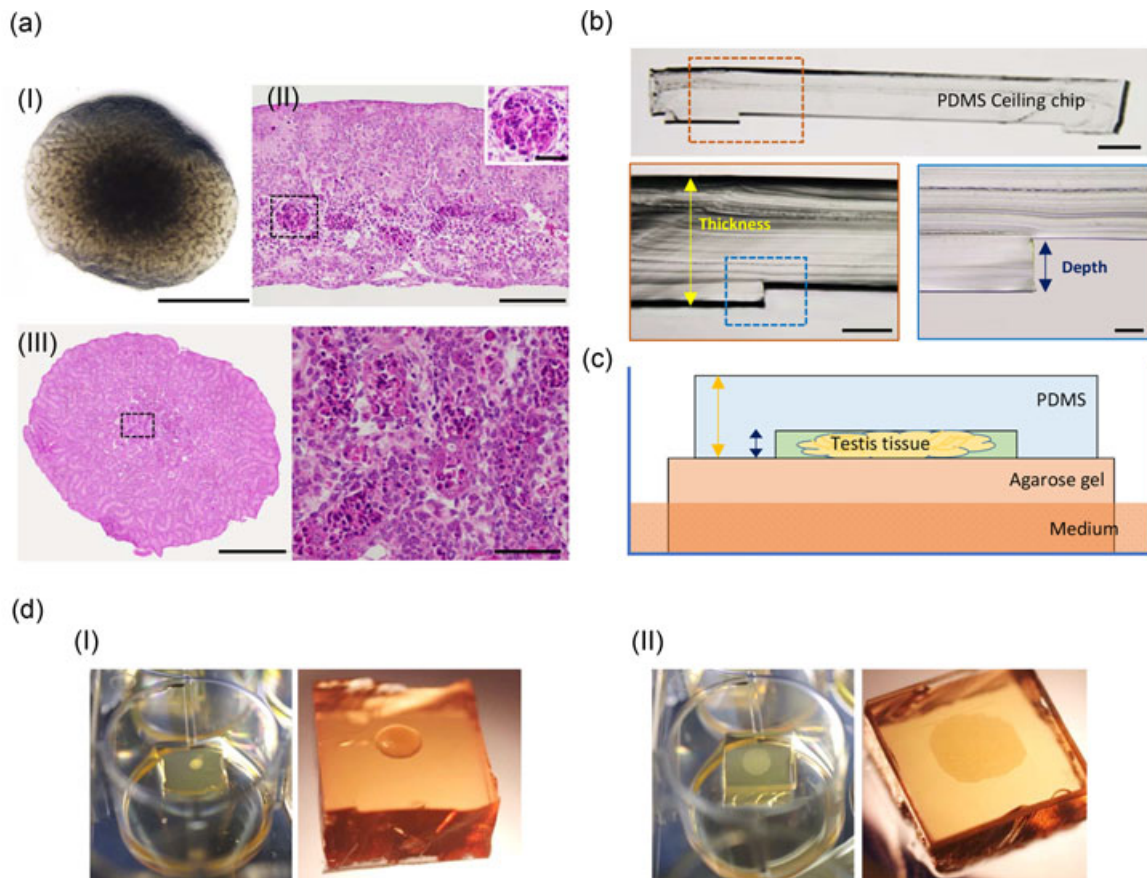 (a)
(I)
(II)
(III)
(b)
PDMS Ceiling chip
Thickness
Depth
(c)
PDMS
Testis tissue
Agarose gel
Medium
(d)
(I)
(II)